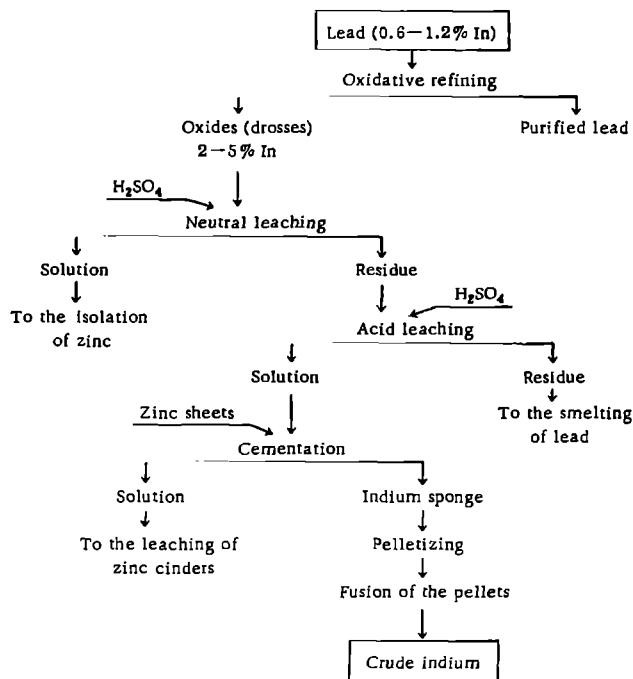 Lead (0.6—1.2% In)
Oxidative refining
Oxides (drosses)
2—5% In
Purified lead
H₂SO₄
Neutral leaching
Solution
Residue
To the isolation
of zinc
H₂SO₄
Acid leaching
Solution
Residue
To the smelting
of lead
Zinc sheets
Cementation
Solution
Indium sponge
To the leaching of
zinc cinders
Pelletizing
Fusion of the pellets
Crude indium